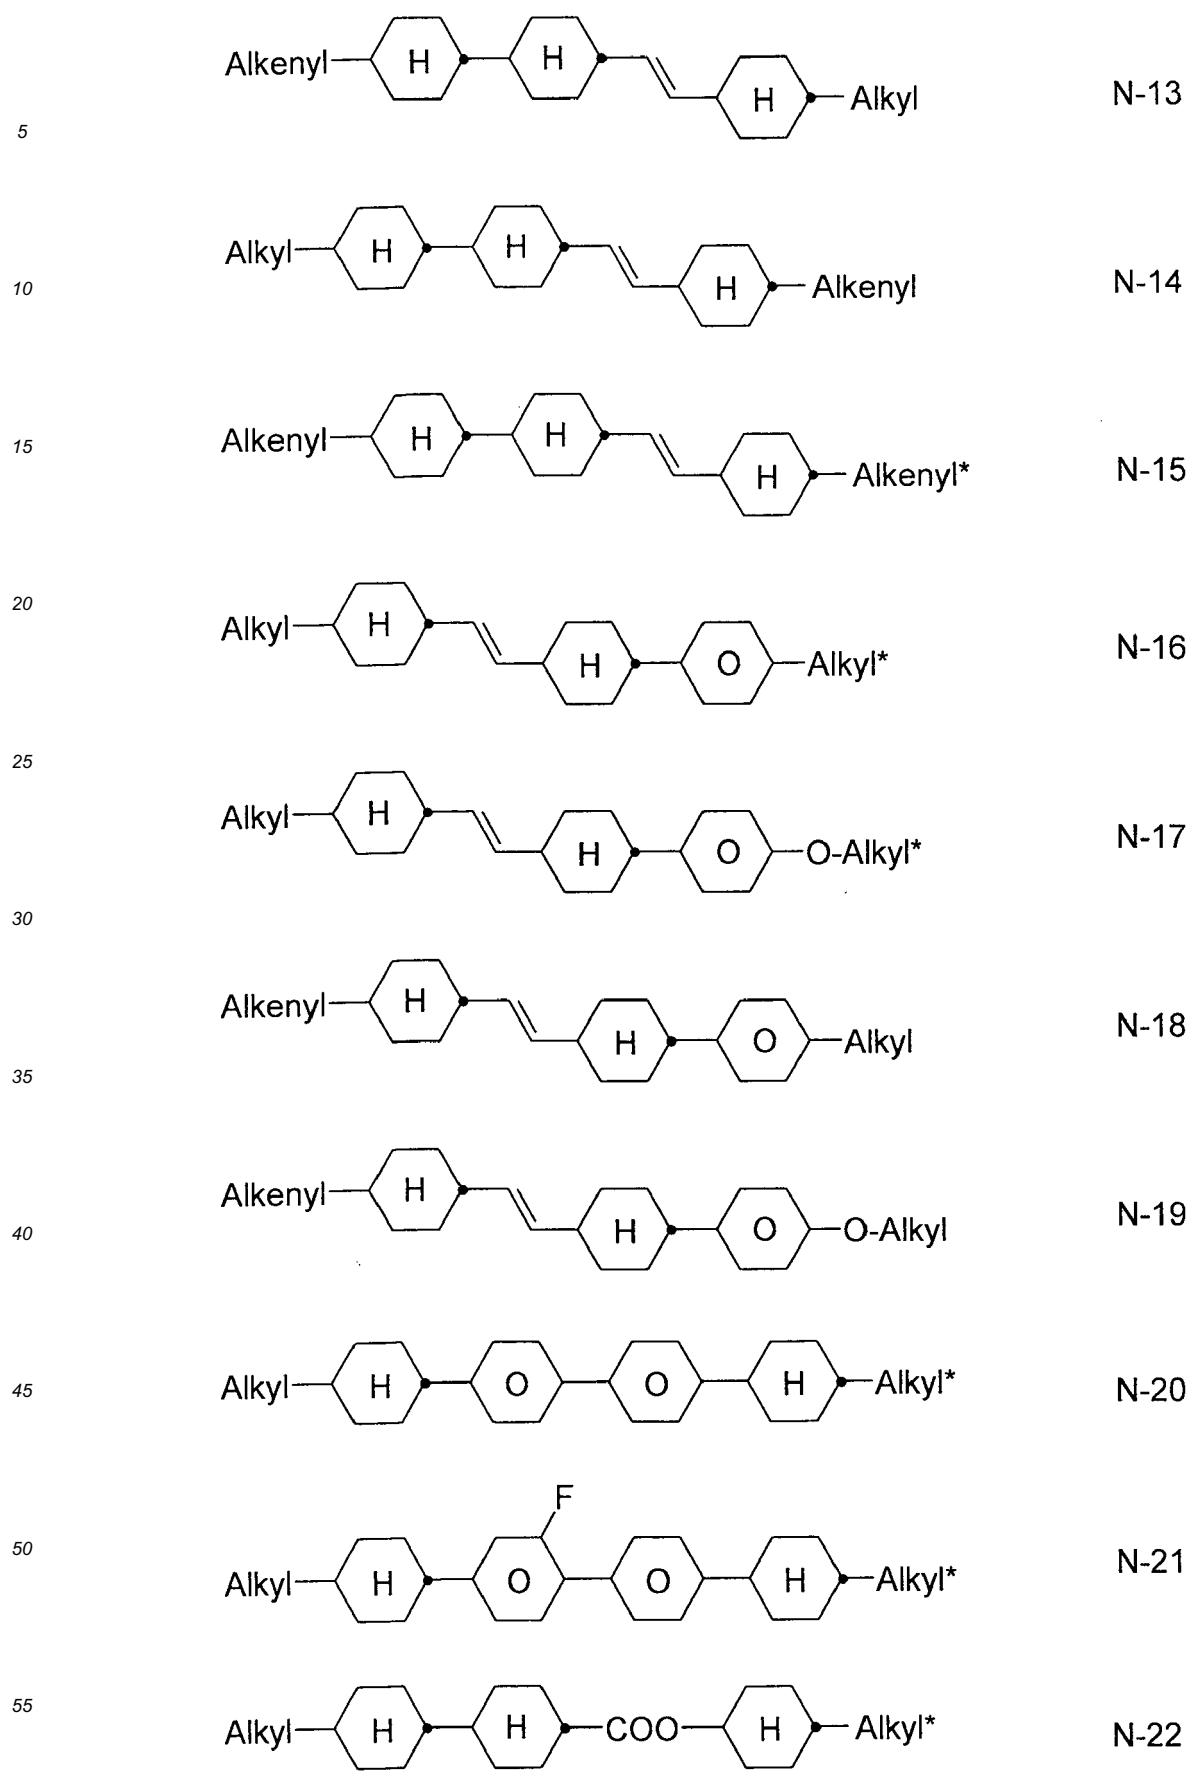 Alkenyl H H H Alkyl N-13
5
Alkyl H H H Alkenyl N-14
10
Alkenyl H H H Alkenyl* N-15
15
Alkyl H H O Alkyl* N-16
20
Alkyl H H O O-Alkyl* N-17
25
30
Alkenyl H H O Alkyl N-18
35
Alkenyl H H O O-Alkyl N-19
40
Alkyl H O O H Alkyl* N-20
45
F
50
Alkyl H O O H Alkyl* N-21
55
Alkyl H H COO H Alkyl* N-22